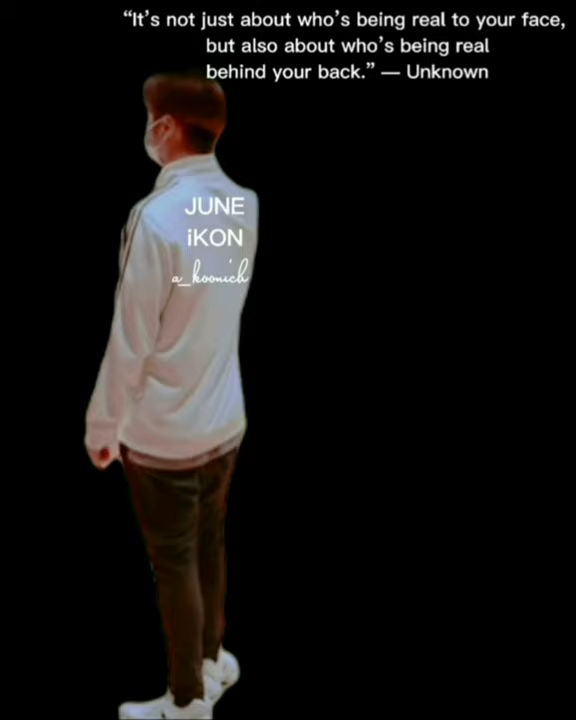 “It’s not just about who’s being real to your face,
but also about who’s being real
behind your back.” — Unknown
JUNE
iKON
a_koonich